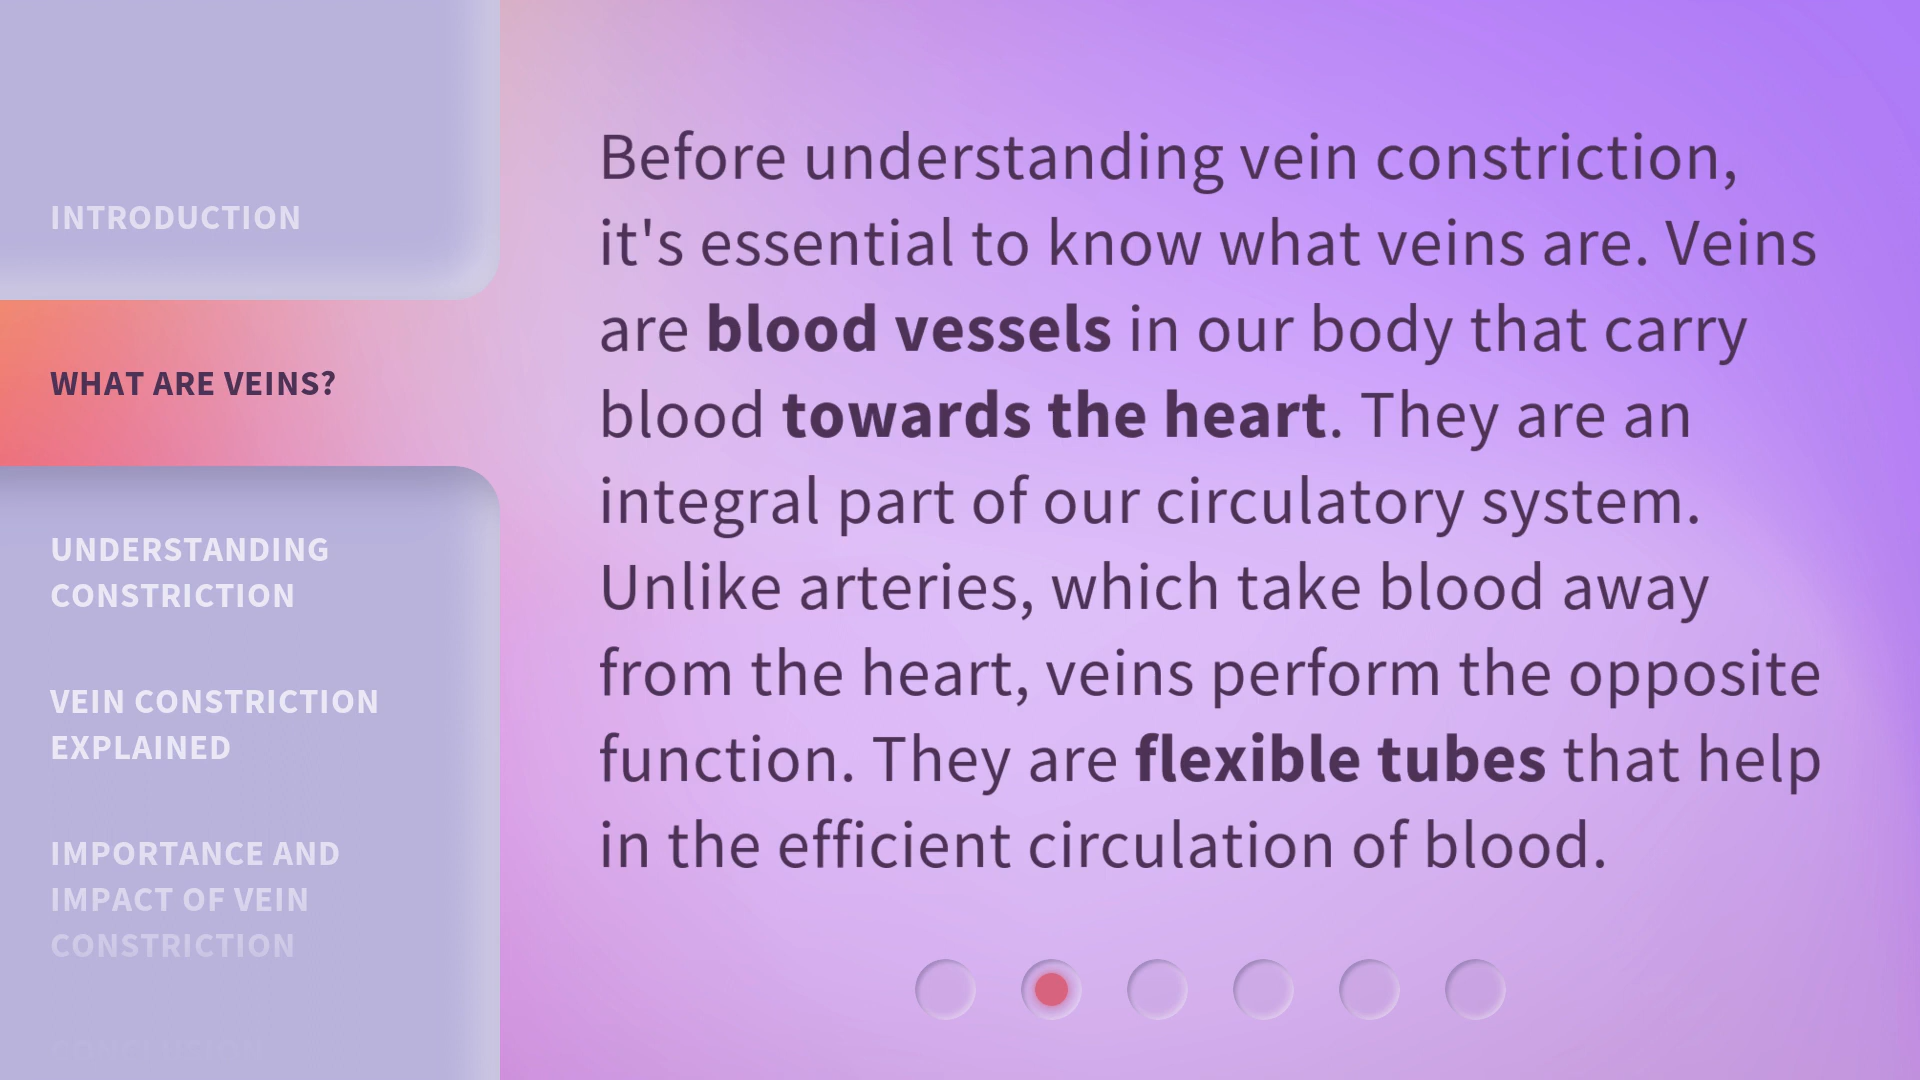 INTRODUCTION
WHAT ARE VEINS?
UNDERSTANDING
CONSTRICTION
VEIN CONSTRICTION
EXPLAINED
IMPORTANCE AND
IMPACT OF VEIN
CONSTRICTION
CONCLUSION
Before understanding vein constriction,
it's essential to know what veins are. Veins
are blood vessels in our body that carry
blood towards the heart. They are an
integral part of our circulatory system.
Unlike arteries, which take blood away
from the heart, veins perform the opposite
function. They are flexible tubes that help
in the efficient circulation of blood.